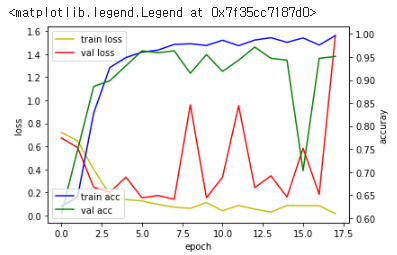 <matplotlib.legend.Legend at 0x7f35cc7187d0>
train loss
val loss
train acc
val acc
1.6
1.4
1.2
1.0
0.8
0.6
0.4
0.2
0.0
loss
1.00
0.95
0.90
0.85
0.80
0.75
0.70
0.65
0.60
accuray
0.0 2.5 5.0 7.5 10.0 12.5 15.0 17.5
epoch